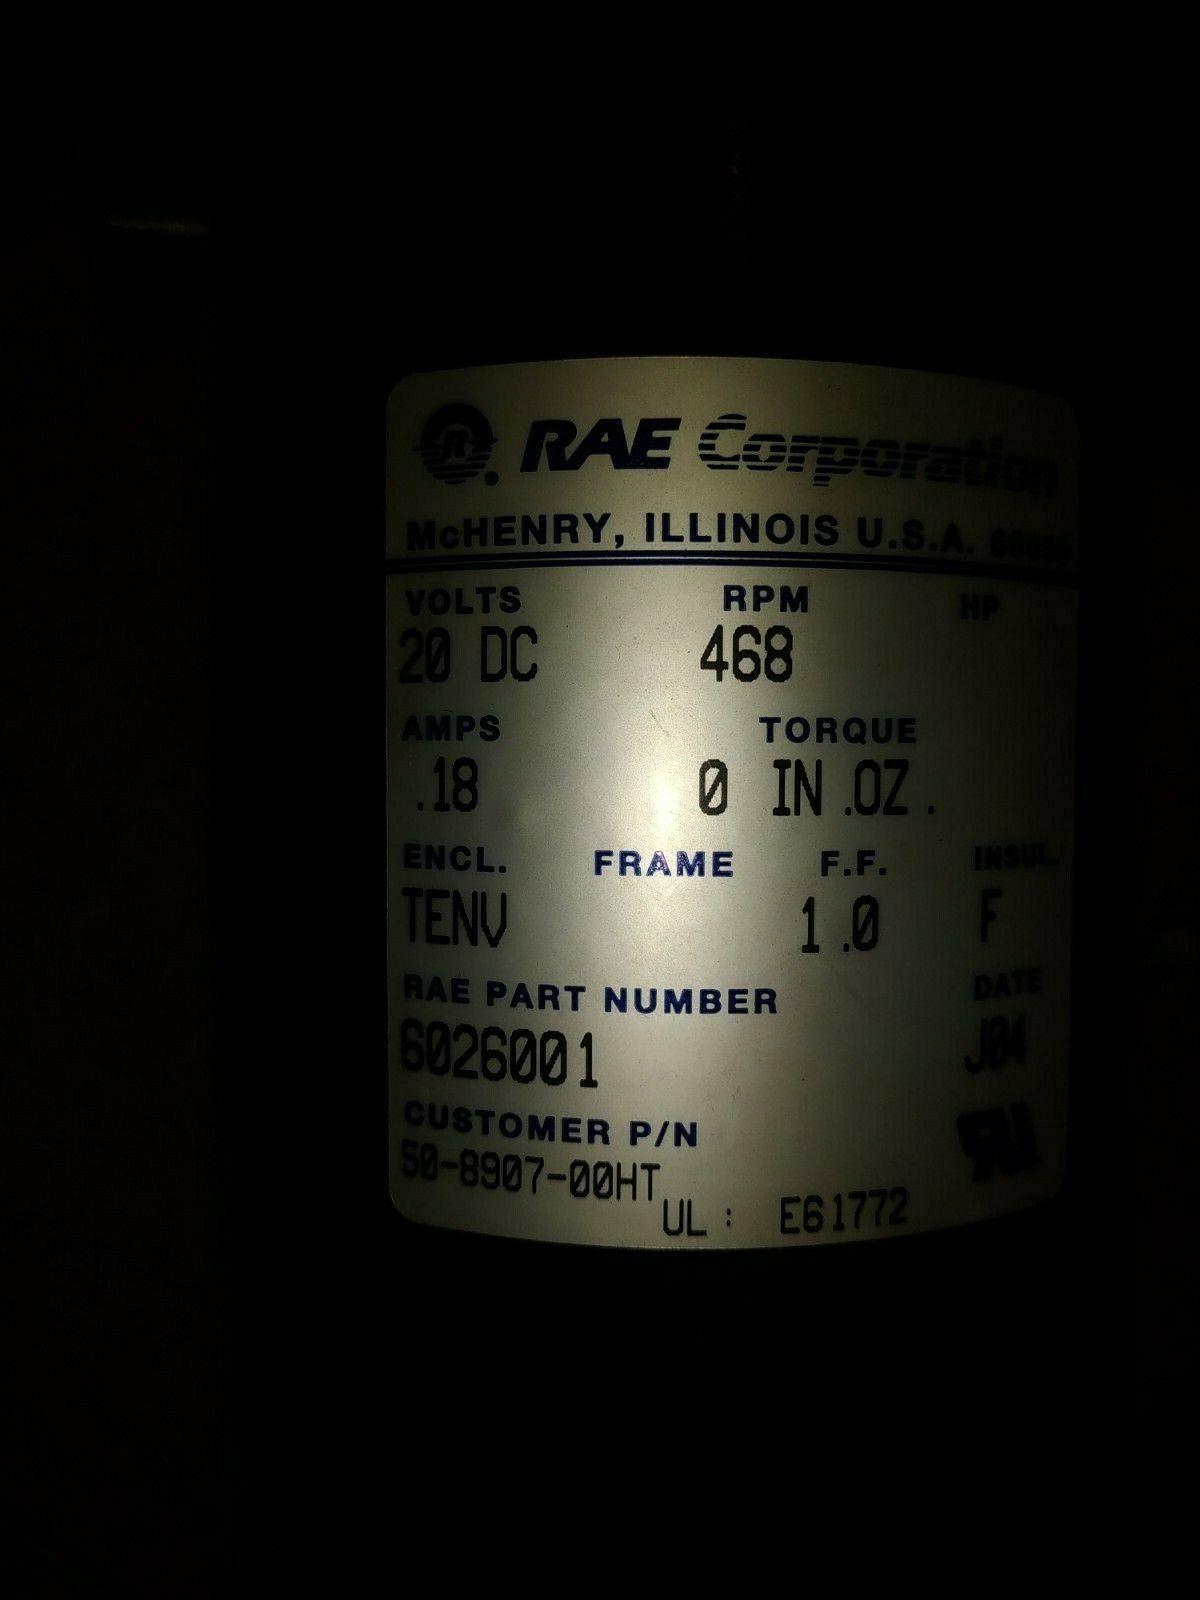 R
RAE Corporation
McHENRY, ILLINOIS U.S.A.
VOLTS RPM HP
20 DC 468
AMPS TORQUE
.18 0 IN.OZ.
ENCL. FRAME F.F. INSUL.
TENV 1.0 F
RAE PART NUMBER DATE
6026001 J04
CUSTOMER P/N
50-8907-00HT
UL: E61772